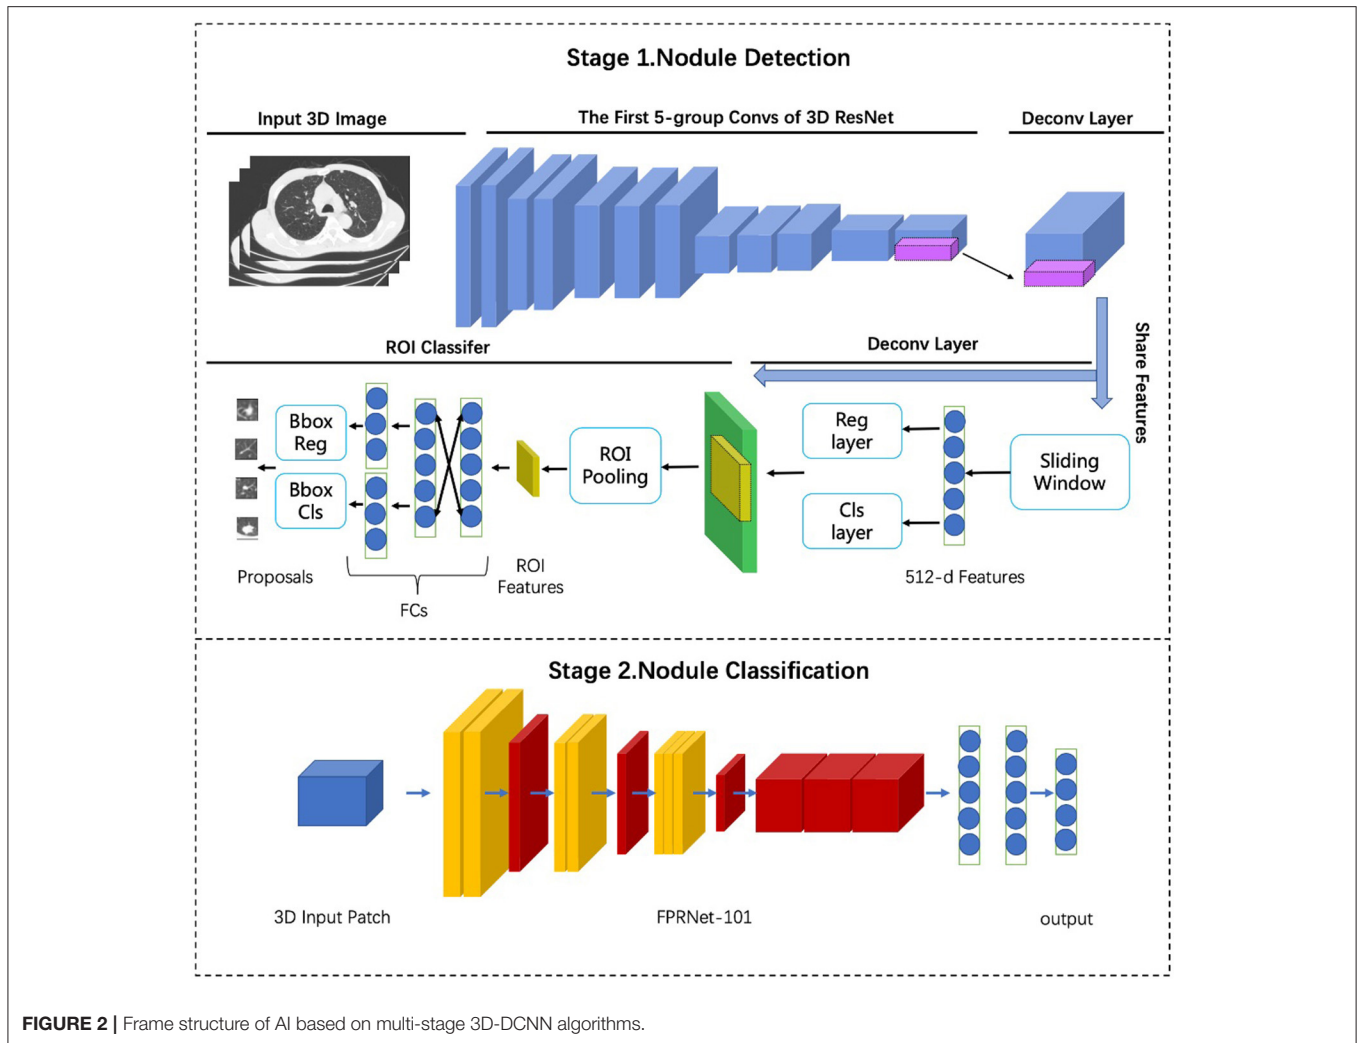 Stage 1.Nodule Detection
Input 3D Image
The First 5-group Convs of 3D ResNet
Deconv Layer
Share Features
ROI Classifer
Deconv Layer
Bbox
Reg
Bbox
Cls
ROI
Pooling
Reg
layer
Cls
layer
Sliding
Window
Proposals
FCs
ROI
Features
512-d Features
Stage 2.Nodule Classification
3D Input Patch
FPRNet-101
output
FIGURE 2 | Frame structure of AI based on multi-stage 3D-DCNN algorithms.